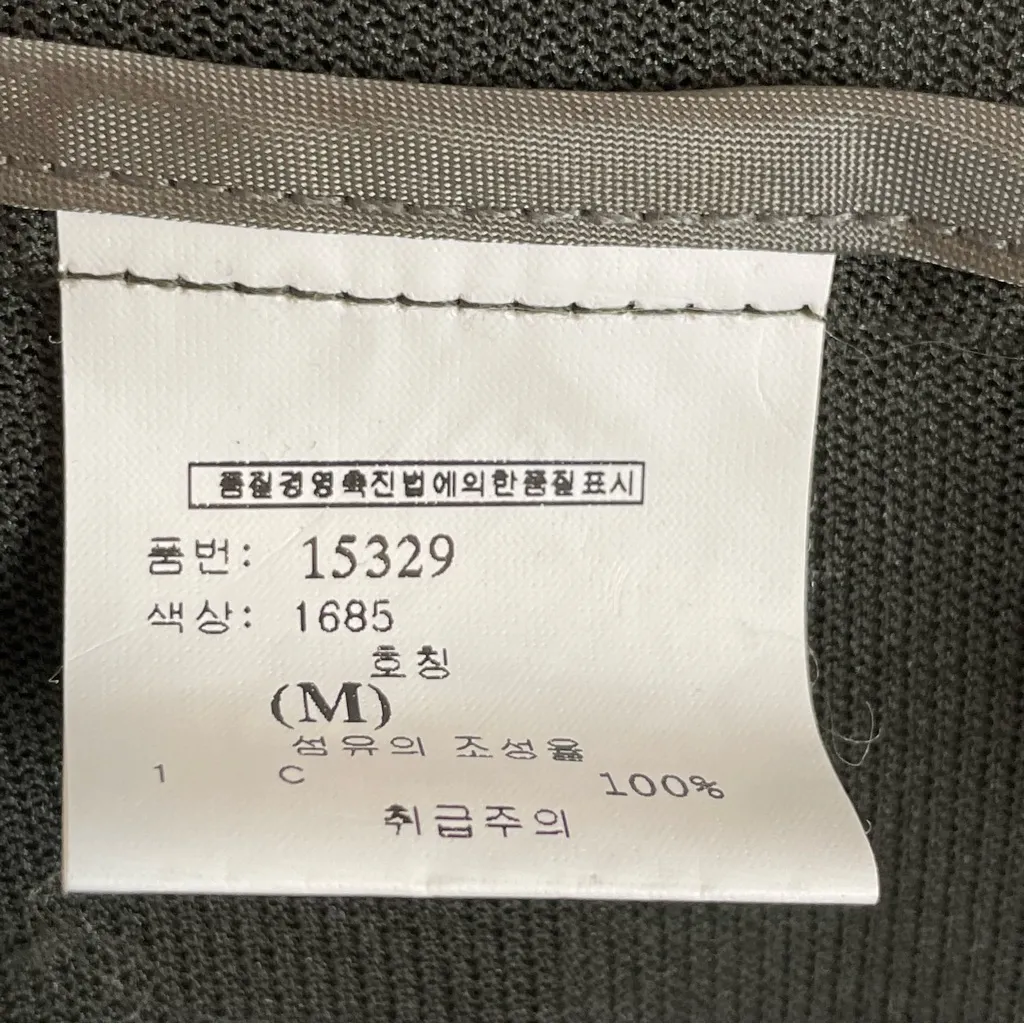 품질경영촉진법에의한품질표시
품번: 15329
색상: 1685
호칭
(M)
섬유의 조성율
1 C 100%
취급주의